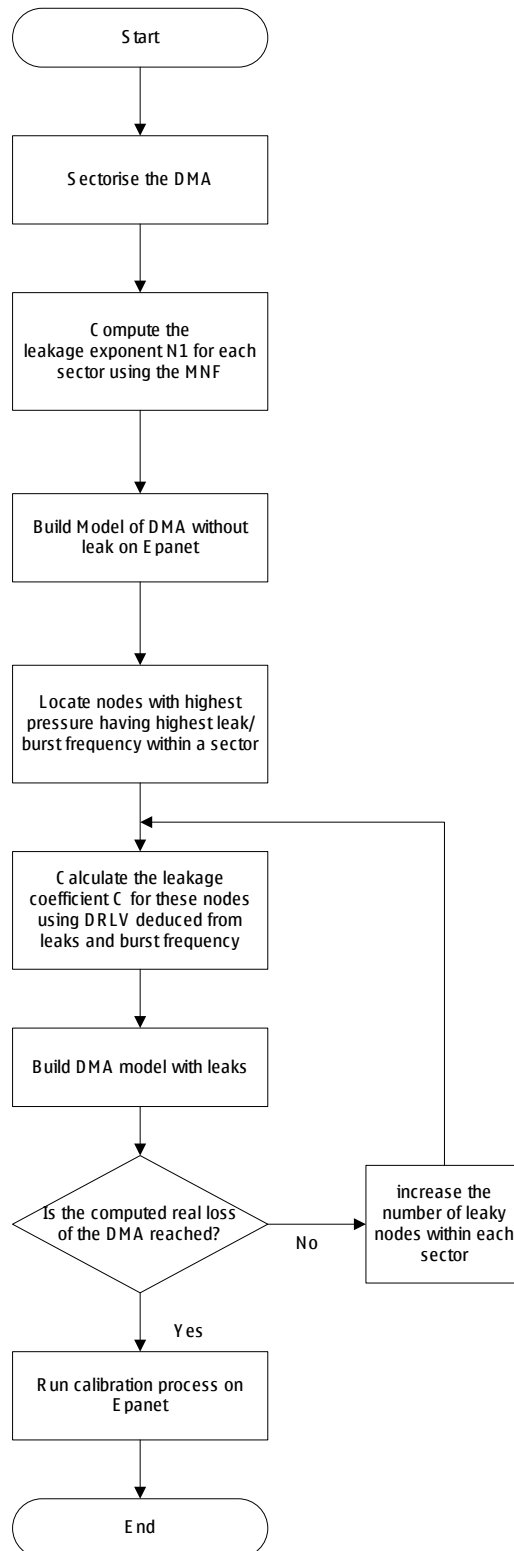 Start
Sectorise the DMA
Compute the
leakage exponent N1 for each
sector using the MNF
Build Model of DMA without
leak on Epanet
Locate nodes with highest
pressure having highest leak/
burst frequency within a sector
Calculate the leakage
coefficient C for these nodes
using DRLV deduced from
leaks and burst frequency
Build DMA model with leaks
Is the computed real loss
of the DMA reached?
No
increase the
number of leaky
nodes within each
sector
Yes
Run calibration process on
Epanet
End